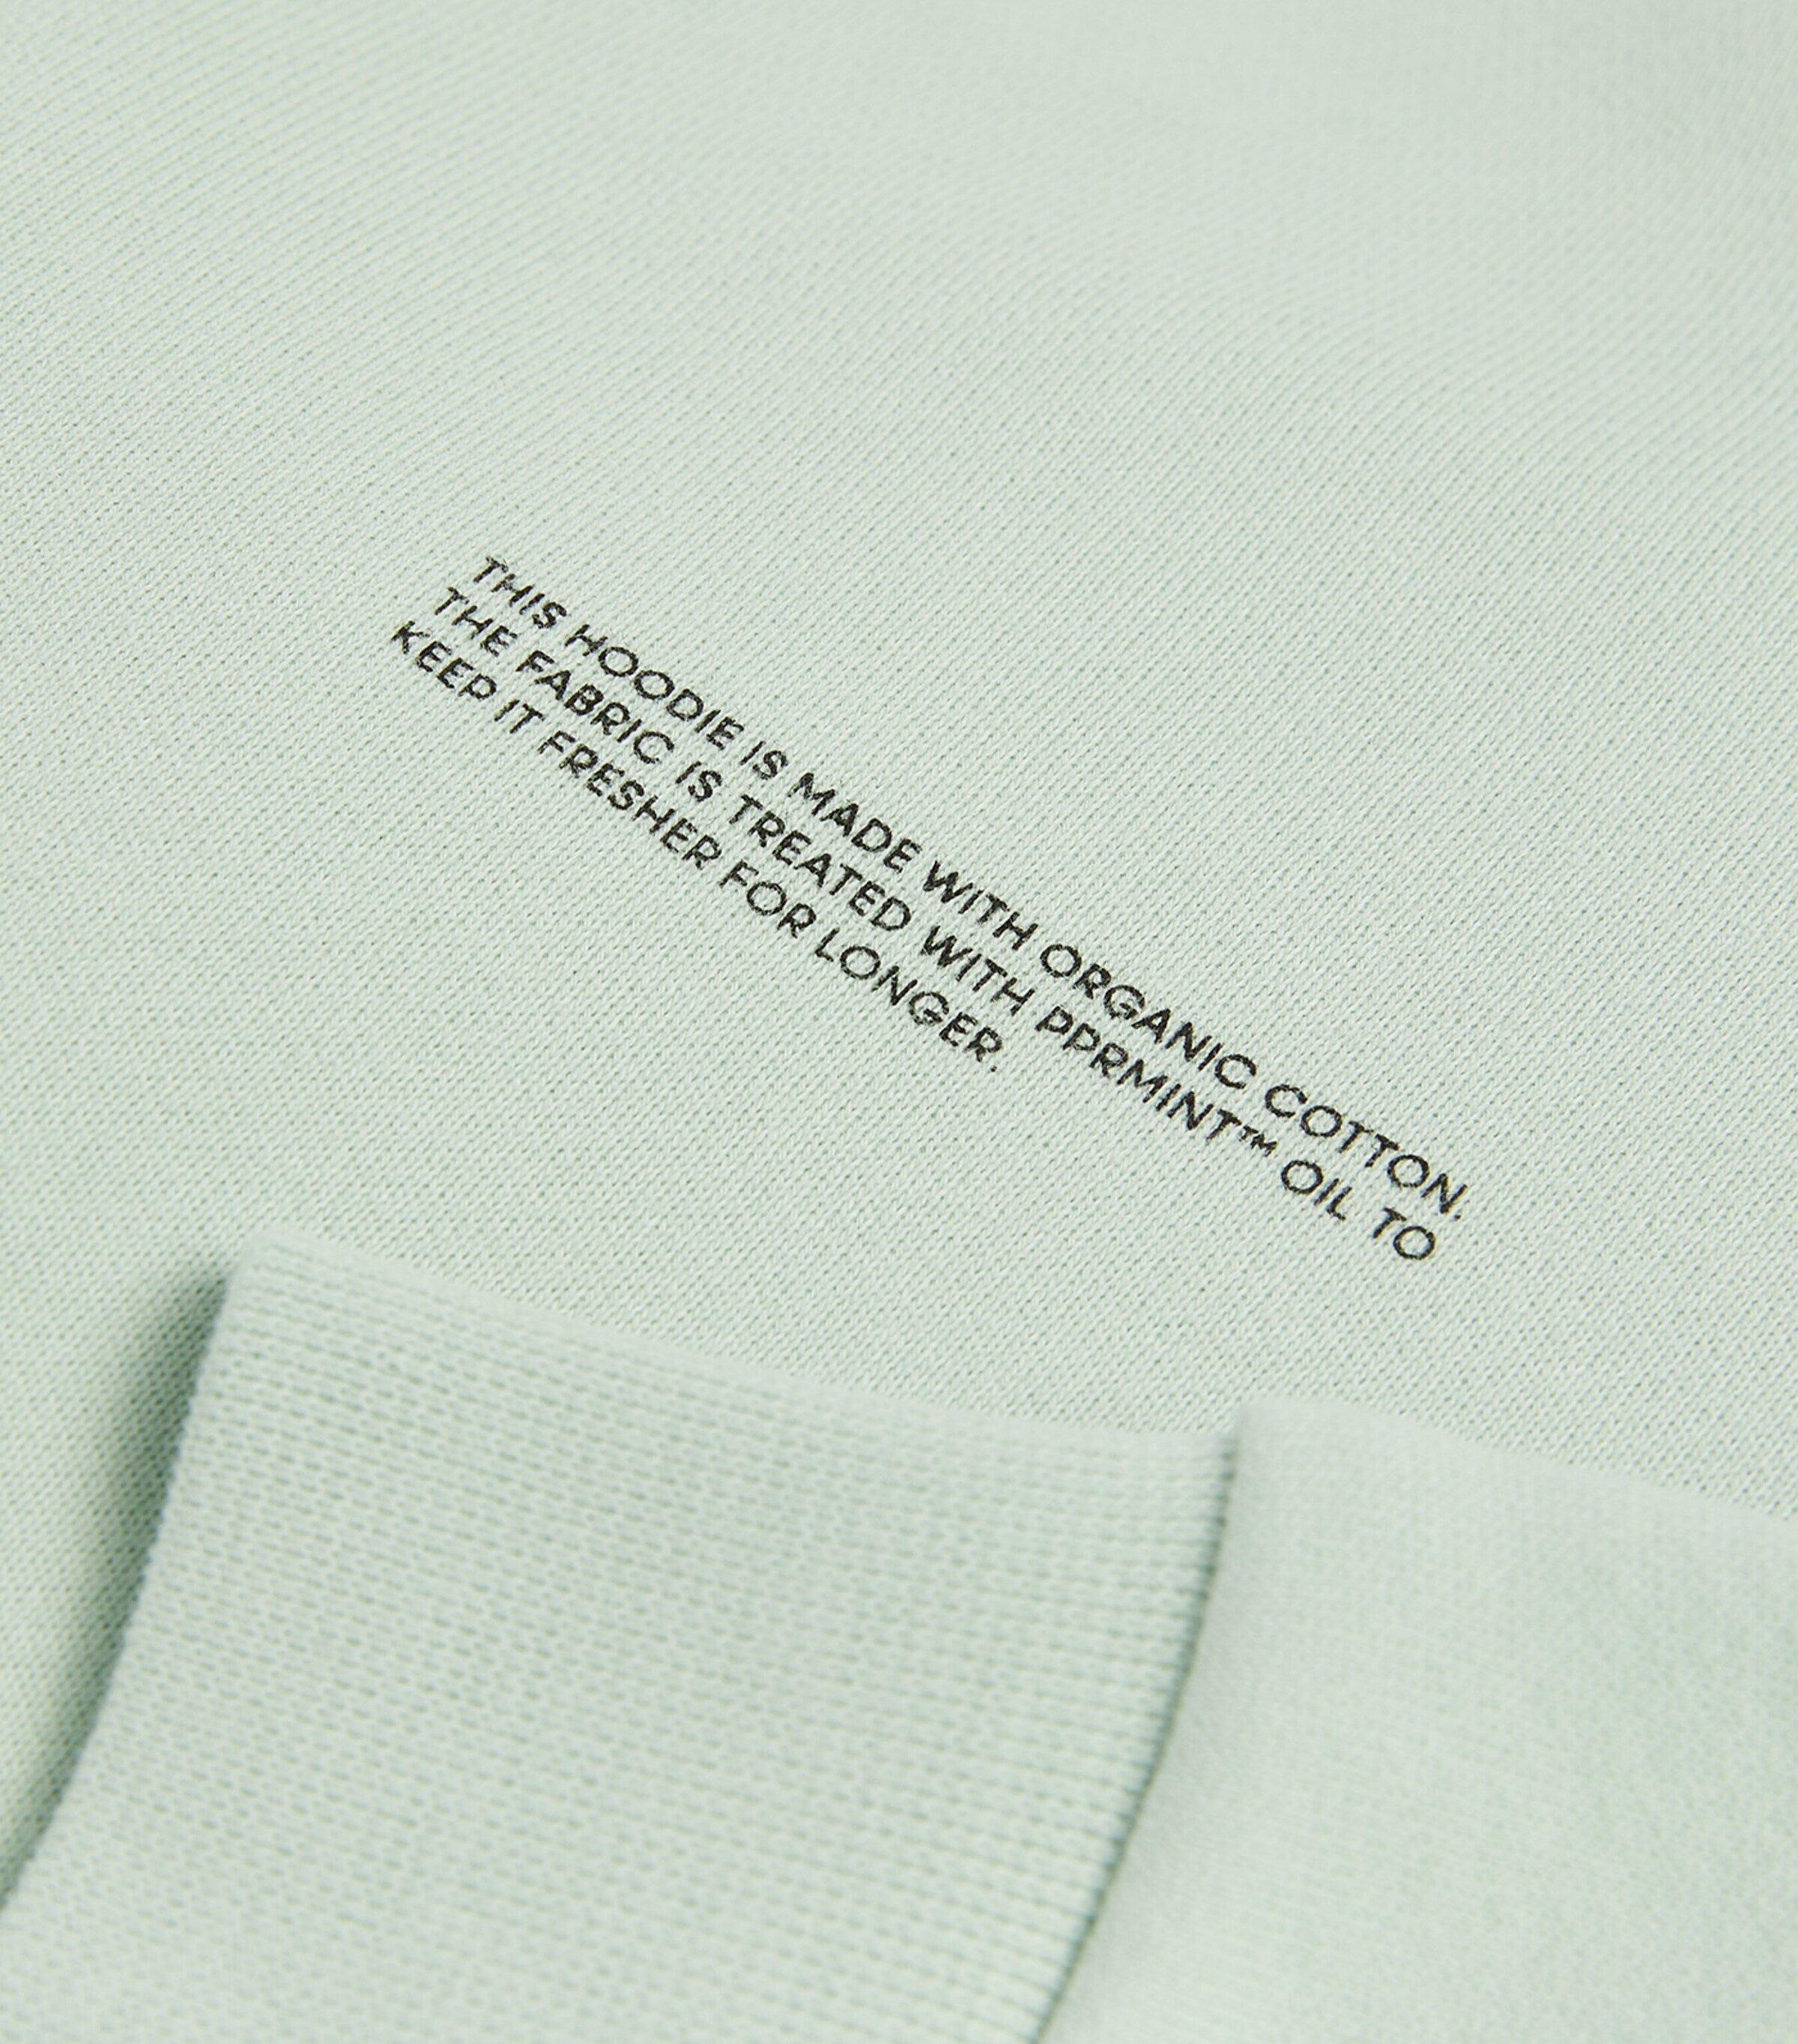 THIS HOODIE IS MADE WITH ORGANIC COTTON.
THE FABRIC IS TREATED WITH PPRMINT™ OIL TO
KEEP IT FRESHER FOR LONGER.